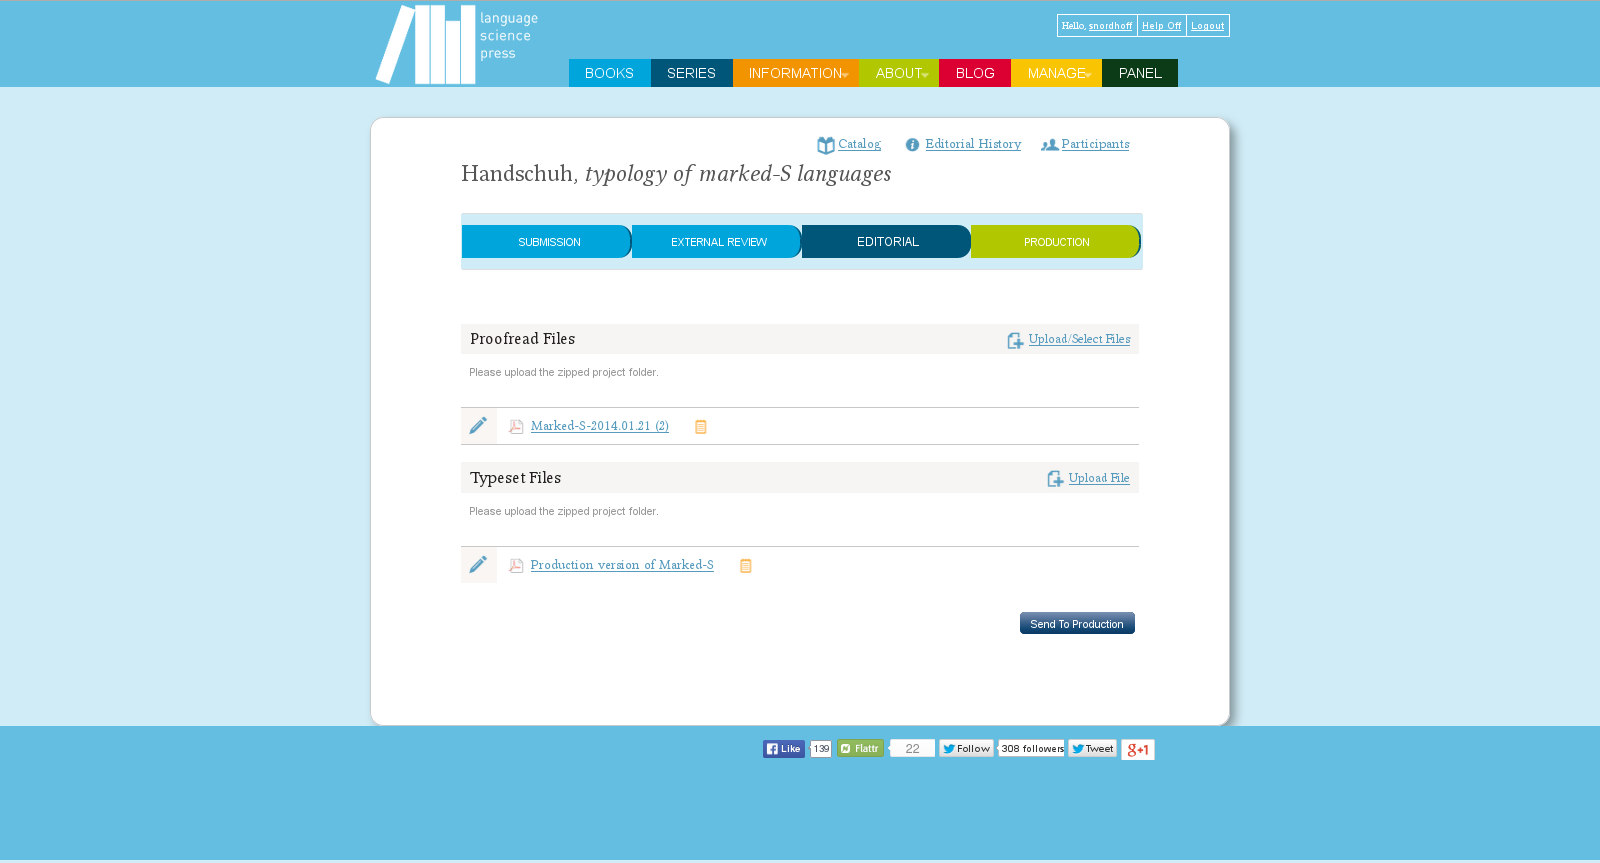 language
science
press
Hello, snordhoff Help Off Logout
BOOKS SERIES INFORMATION ABOUT BLOG MANAGE PANEL
Catalog Editorial History Participants
Handschuh, typology of marked-S languages
SUBMISSION EXTERNAL REVIEW EDITORIAL PRODUCTION
Proofread Files Upload/Select Files
Please upload the zipped project folder.
Marked-S-2014.01.21 (2)
Typeset Files Upload File
Please upload the zipped project folder.
Production version of Marked-S
Send To Production
Like 139 Flattr 22 Follow 308 followers Tweet g+1